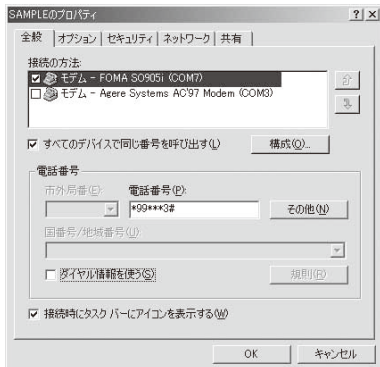 SAMPLEのプロパティ
全般 オプション セキュリティ ネットワーク 共有
接続の方法:
モデム - FOMA SO905i (COM7)
モデム - Agere Systems AC'97 Modem (COM3)
すべてのデバイスで同じ番号を呼び出す(L) 構成(O)...
電話番号
市外局番(E): 電話番号(P):
*99***3# その他(N)
国番号/地域番号(U):
ダイヤル情報を使う(S) 規則(R)
接続時にタスク バーにアイコンを表示する(W)
OK キャンセル